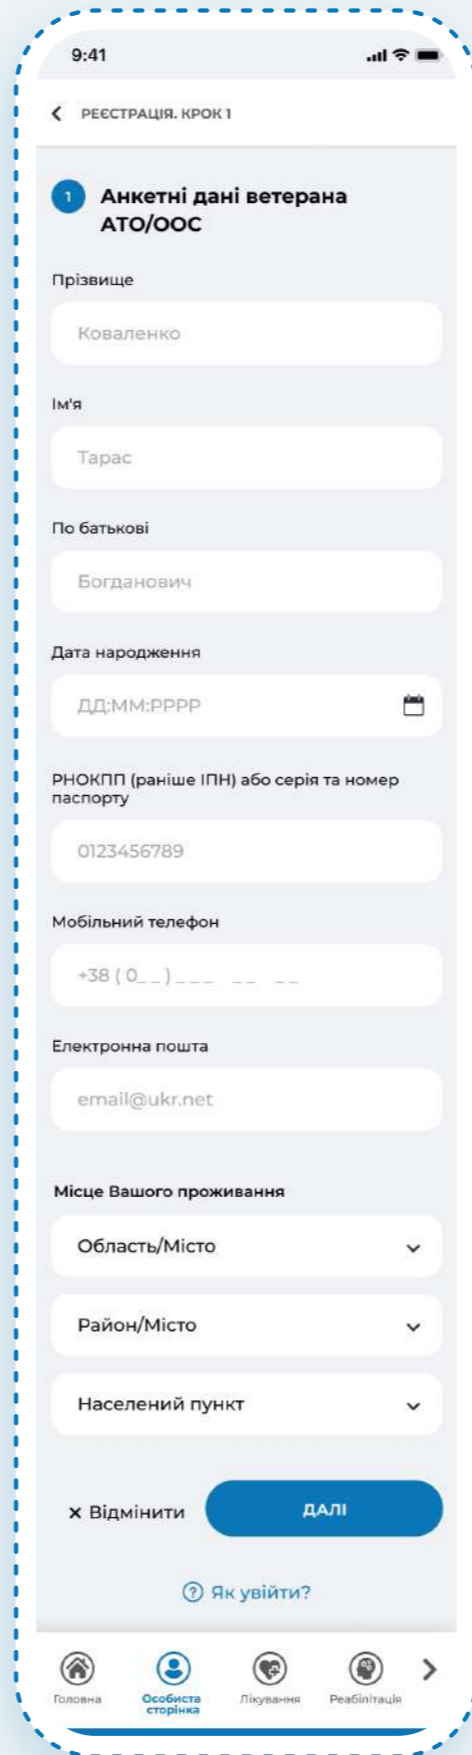 9:41
РЕЄСТРАЦІЯ. КРОК 1
1
Анкетні дані ветерана
АТО/ООС
Прізвище
Коваленко
Ім'я
Тарас
По батькові
Богданович
Дата народження
ДД:ММ:РРРР
РНОКПП (раніше ІПН) або серія та номер
паспорту
0123456789
Мобільний телефон
+38 ( 0_ _ ) _ _ _ _ _ _ _
Електронна пошта
email@ukr.net
Місце Вашого проживання
Область/Місто
Район/Місто
Населений пункт
× Відмінити ДАЛІ
? Як увійти?
Головна Особиста Лікування Реабілітація
сторінка